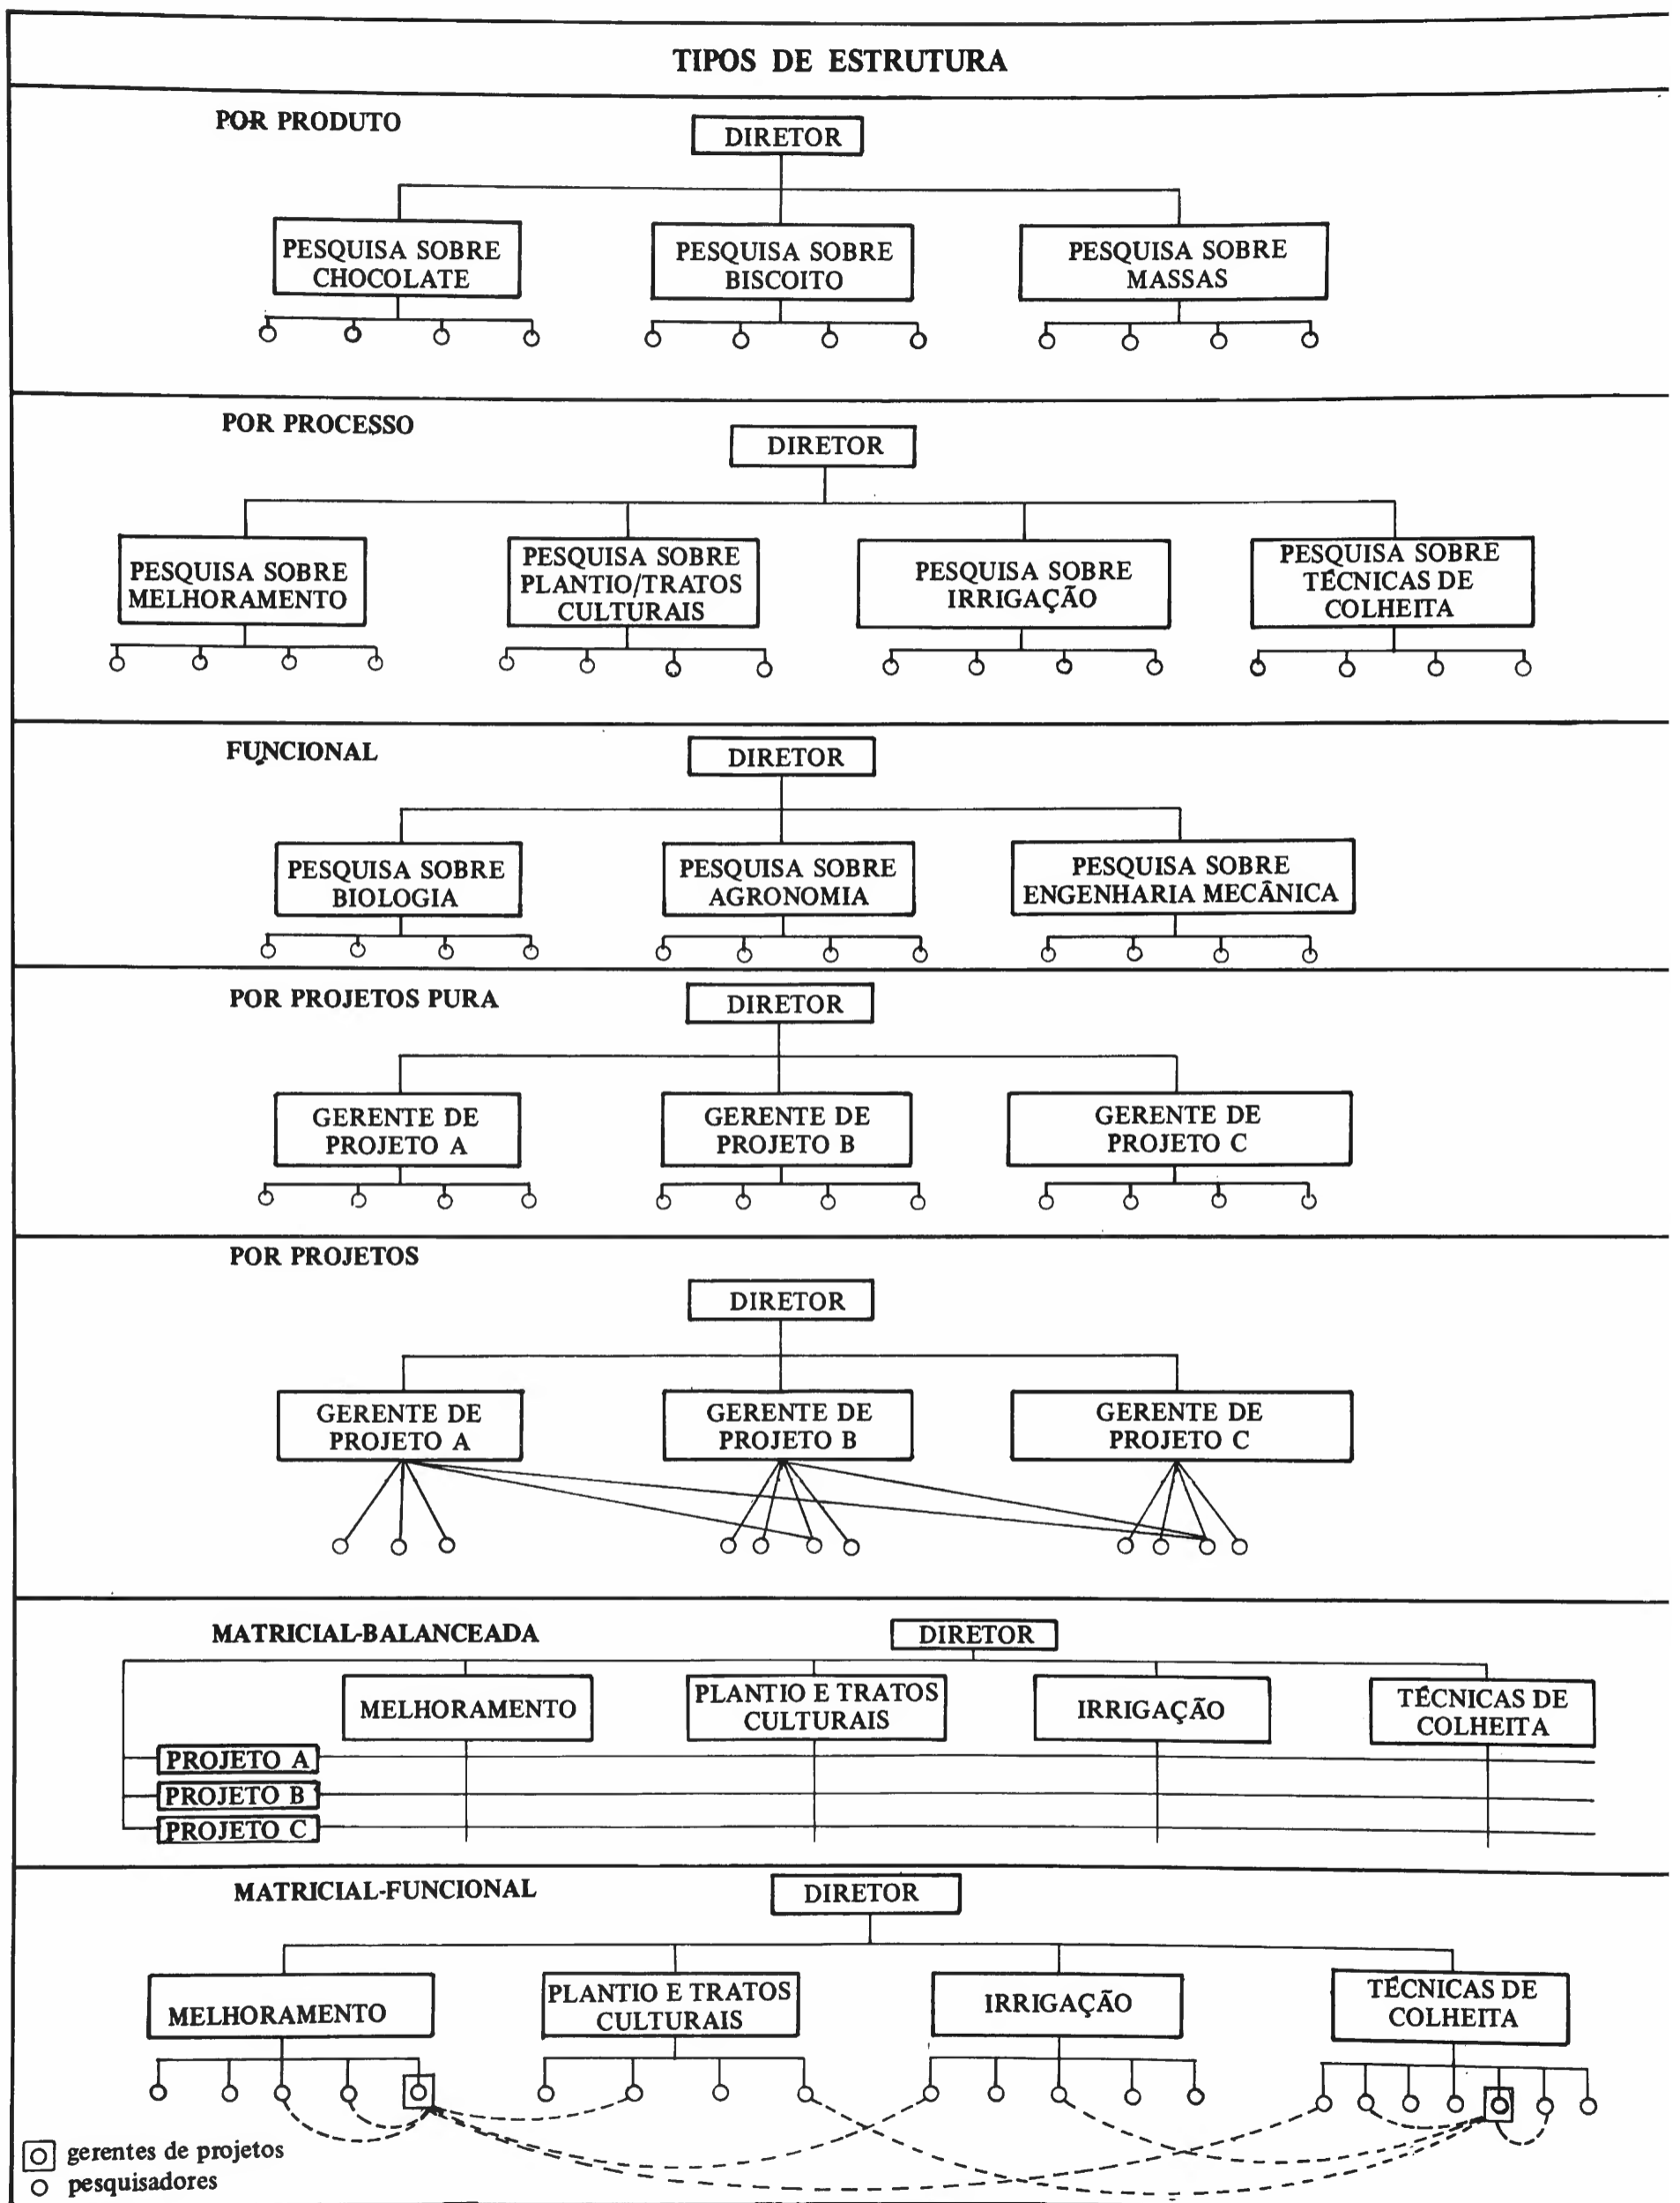 TIPOS DE ESTRUTURA
POR PRODUTO
DIRETOR
PESQUISA SOBRE
CHOCOLATE
PESQUISA SOBRE
BISCOITO
PESQUISA SOBRE
MASSAS
POR PROCESSO
DIRETOR
PESQUISA SOBRE
MELHORAMENTO
PESQUISA SOBRE
PLANTIO/TRATOS
CULTURAIS
PESQUISA SOBRE
IRRIGAÇÃO
PESQUISA SOBRE
TÉCNICAS DE
COLHEITA
FUNCIONAL
DIRETOR
PESQUISA SOBRE
BIOLOGIA
PESQUISA SOBRE
AGRONOMIA
PESQUISA SOBRE
ENGENHARIA MECÂNICA
POR PROJETOS PURA
DIRETOR
GERENTE DE
PROJETO A
GERENTE DE
PROJETO B
GERENTE DE
PROJETO C
POR PROJETOS
DIRETOR
GERENTE DE
PROJETO A
GERENTE DE
PROJETO B
GERENTE DE
PROJETO C
MATRICIAL-BALANCEADA
DIRETOR
MELHORAMENTO
PLANTIO E TRATOS
CULTURAIS
IRRIGAÇÃO
TÉCNICAS DE
COLHEITA
PROJETO A
PROJETO B
PROJETO C
MATRICIAL-FUNCIONAL
DIRETOR
MELHORAMENTO
PLANTIO E TRATOS
CULTURAIS
IRRIGAÇÃO
TÉCNICAS DE
COLHEITA
gerentes de projetos
pesquisadores